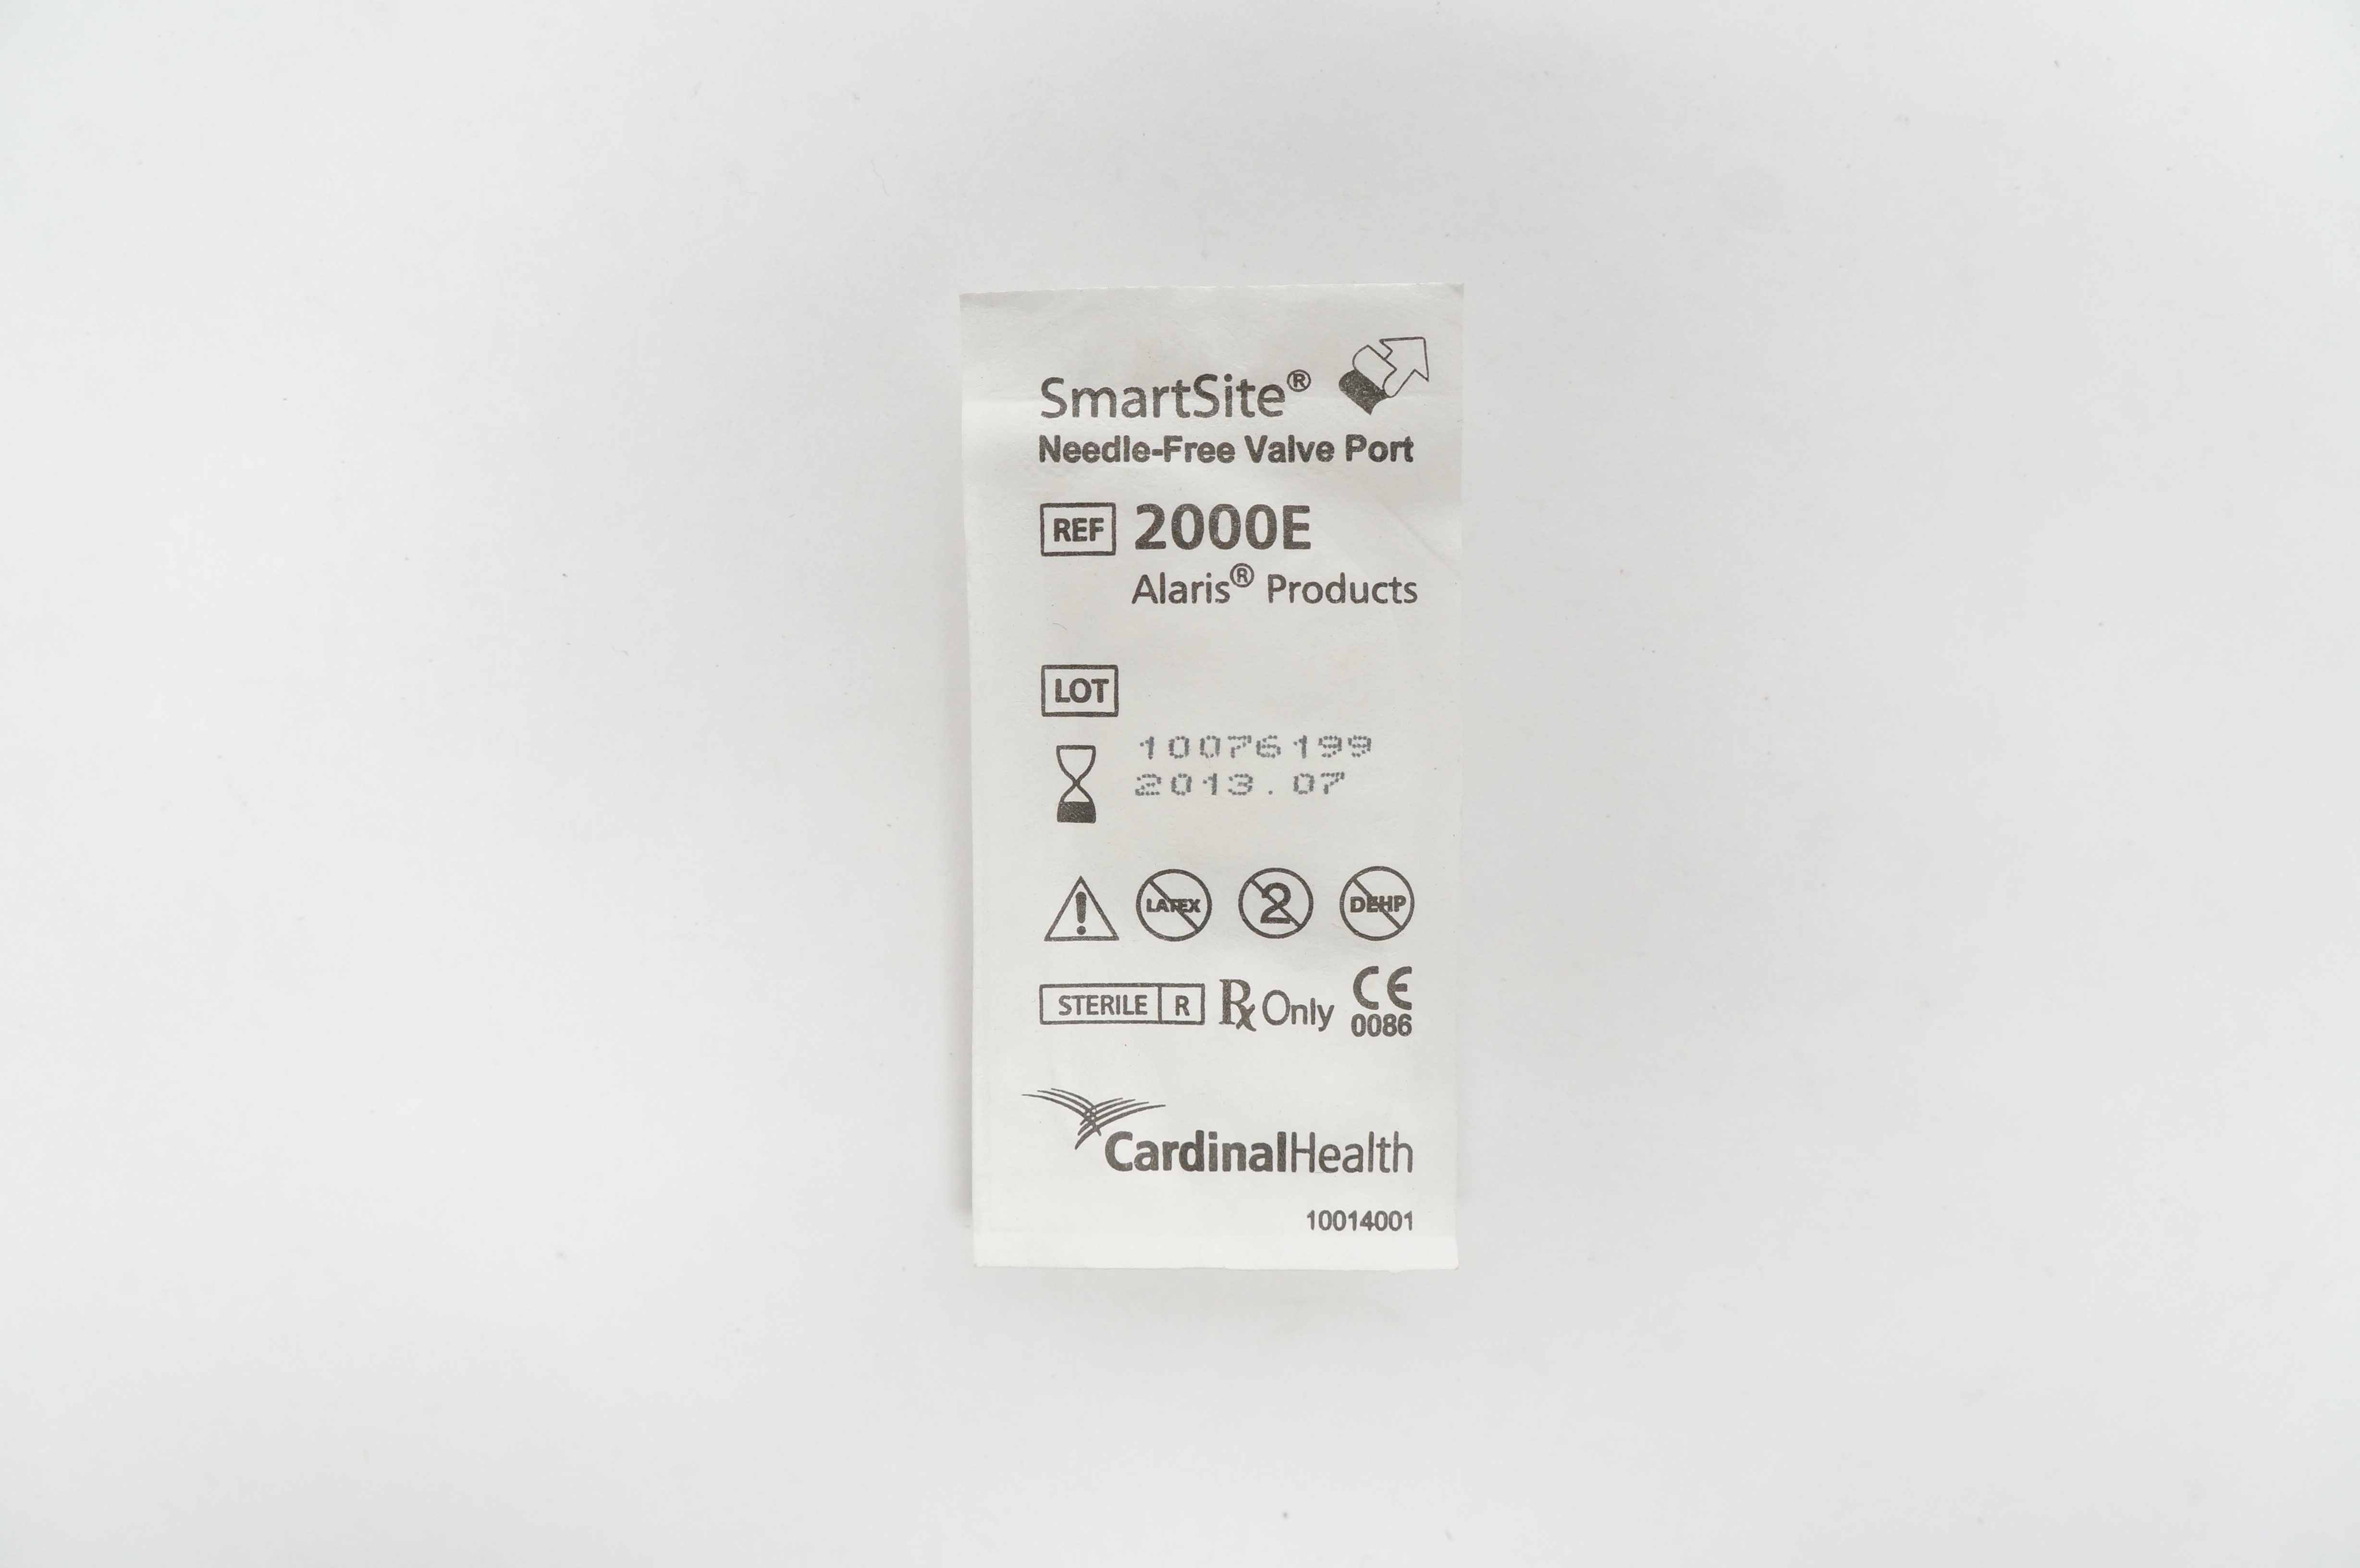 SmartSite®
Needle-Free Valve Port
REF 2000E
Alaris® Products
LOT
10076199
2013.07
LATEX 2 DEHP
STERILE R Rx Only CE
0086
CardinalHealth
10014001